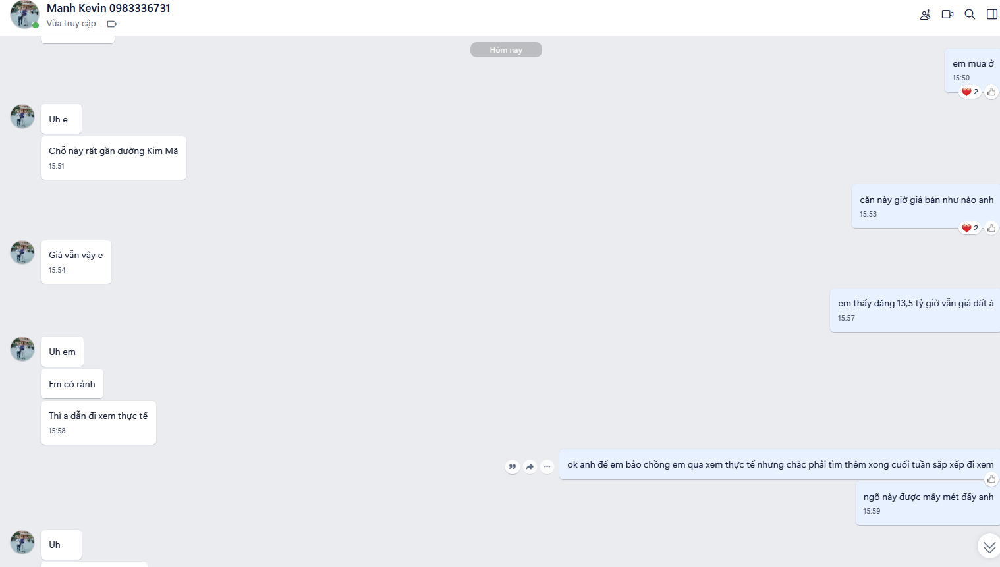 Manh Kevin 0983336731
Vừa truy cập
Hôm nay
em mua ở
15:50
2
Uh e
Chỗ này rất gần đường Kim Mã
15:51
căn này giờ giá bán như nào anh
15:53
2
Giá vẫn vậy e
15:54
em thấy đăng 13,5 tỷ giờ vẫn giá đất à
15:57
Uh em
Em có rảnh
Thì a dẫn đi xem thực tế
15:58
ok anh để em bảo chồng em qua xem thực tế nhưng chắc phải tìm thêm xong cuối tuần sắp xếp đi xem
ngõ này được mấy mét đấy anh
15:59
Uh